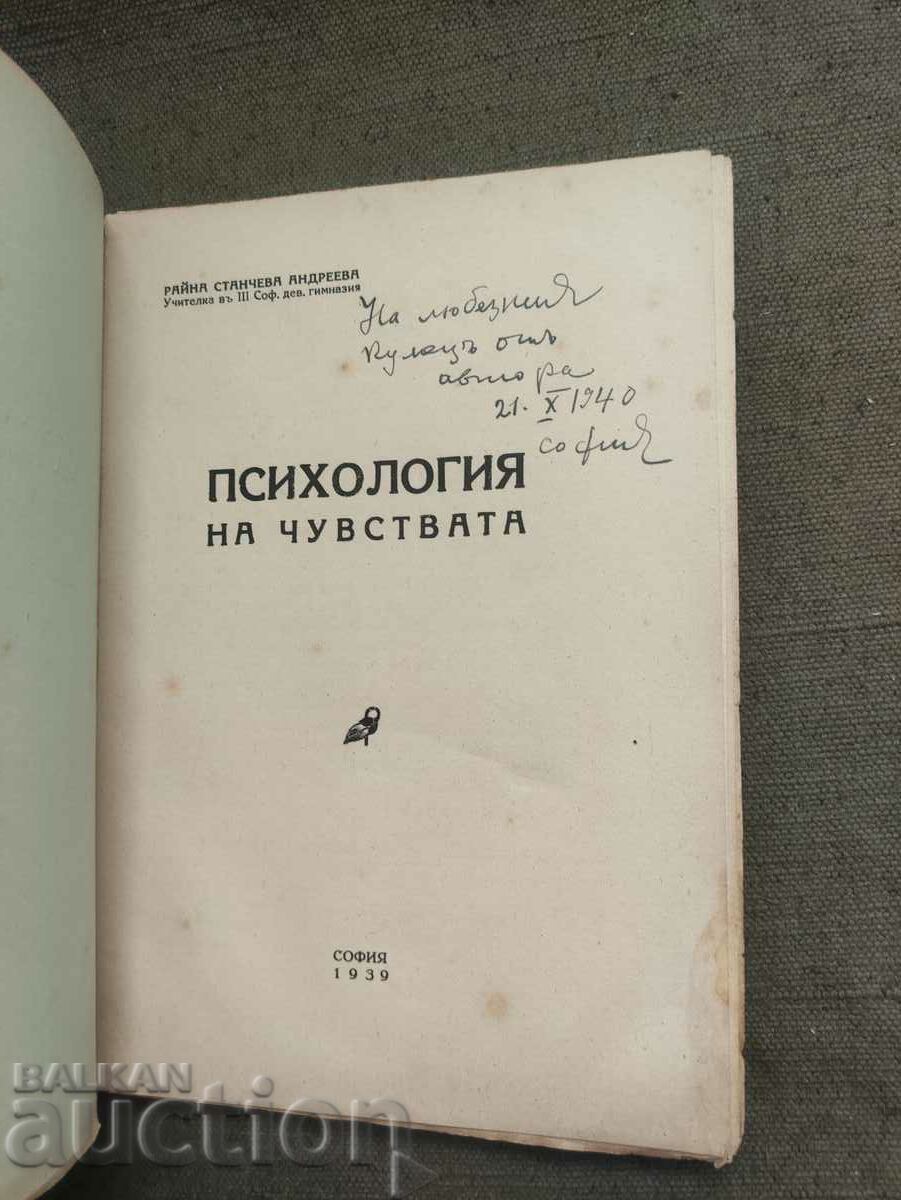 РАЙНА СТАНЧЕВА АНДРЕЕВА
Учителка въ III Соф. дев. гимназия
На любезния
отъ
автора
21. X 1940
София
ПСИХОЛОГИЯ
НА ЧУВСТВАТА
СОФИЯ
1939
BALKAN
auction